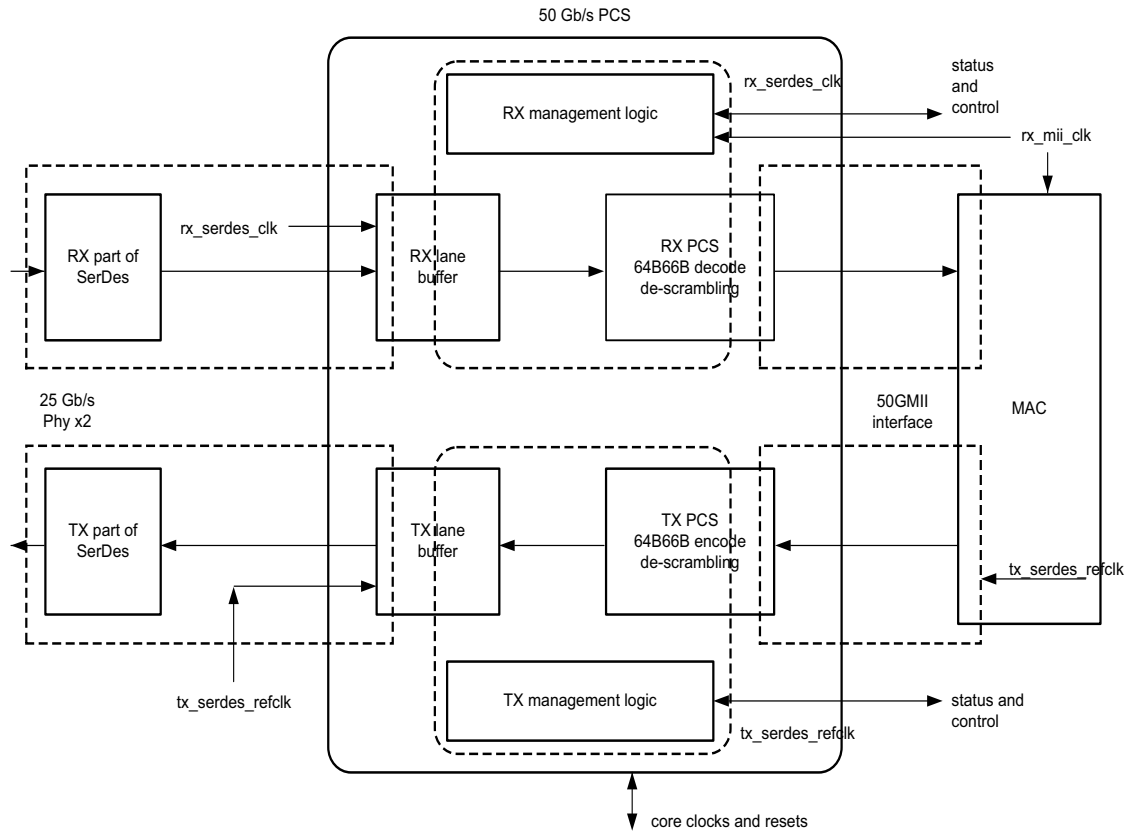 50 Gb/s PCS
RX management logic
rx_serdes_clk
status
and
control
rx_mii_clk
RX part of
SerDes
rx_serdes_clk
RX lane
buffer
RX PCS
64B66B decode
de-scrambling
25 Gb/s
Phy x2
50GMII
interface
MAC
TX part of
SerDes
TX lane
buffer
TX PCS
64B66B encode
de-scrambling
tx_serdes_refclk
tx_serdes_refclk
TX management logic
status and
control
tx_serdes_refclk
core clocks and resets